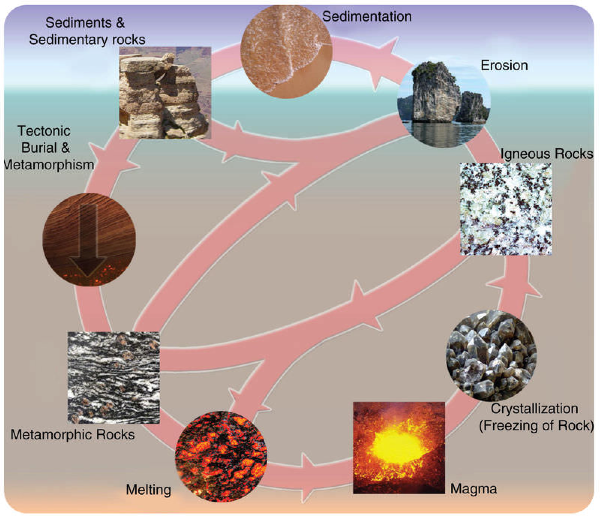 Sediments &
Sedimentary rocks
Sedimentation
Erosion
Tectonic
Burial &
Metamorphism
Igneous Rocks
Crystallization
(Freezing of Rock)
Metamorphic Rocks
Melting
Magma